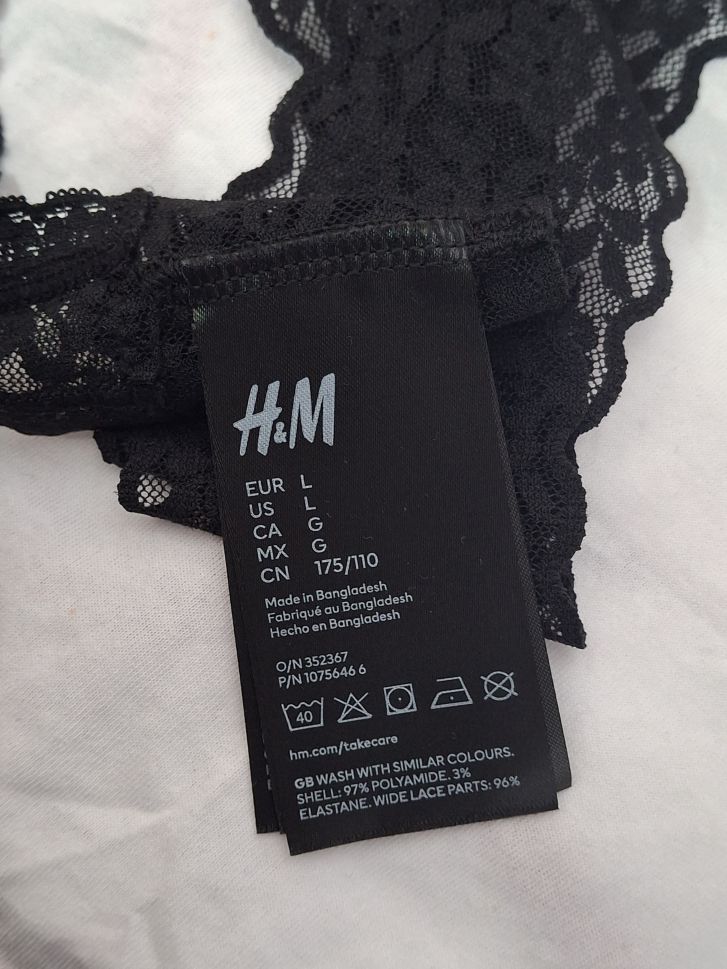 H&M
EUR L
US L
CA G
MX G
CN 175/110
Made in Bangladesh
Fabriqué au Bangladesh
Hecho en Bangladesh
O/N 352367
P/N 1075646 6
40
hm.com/takecare
GB WASH WITH SIMILAR COLOURS.
SHELL: 97% POLYAMIDE. 3%
ELASTANE. WIDE LACE PARTS: 96%